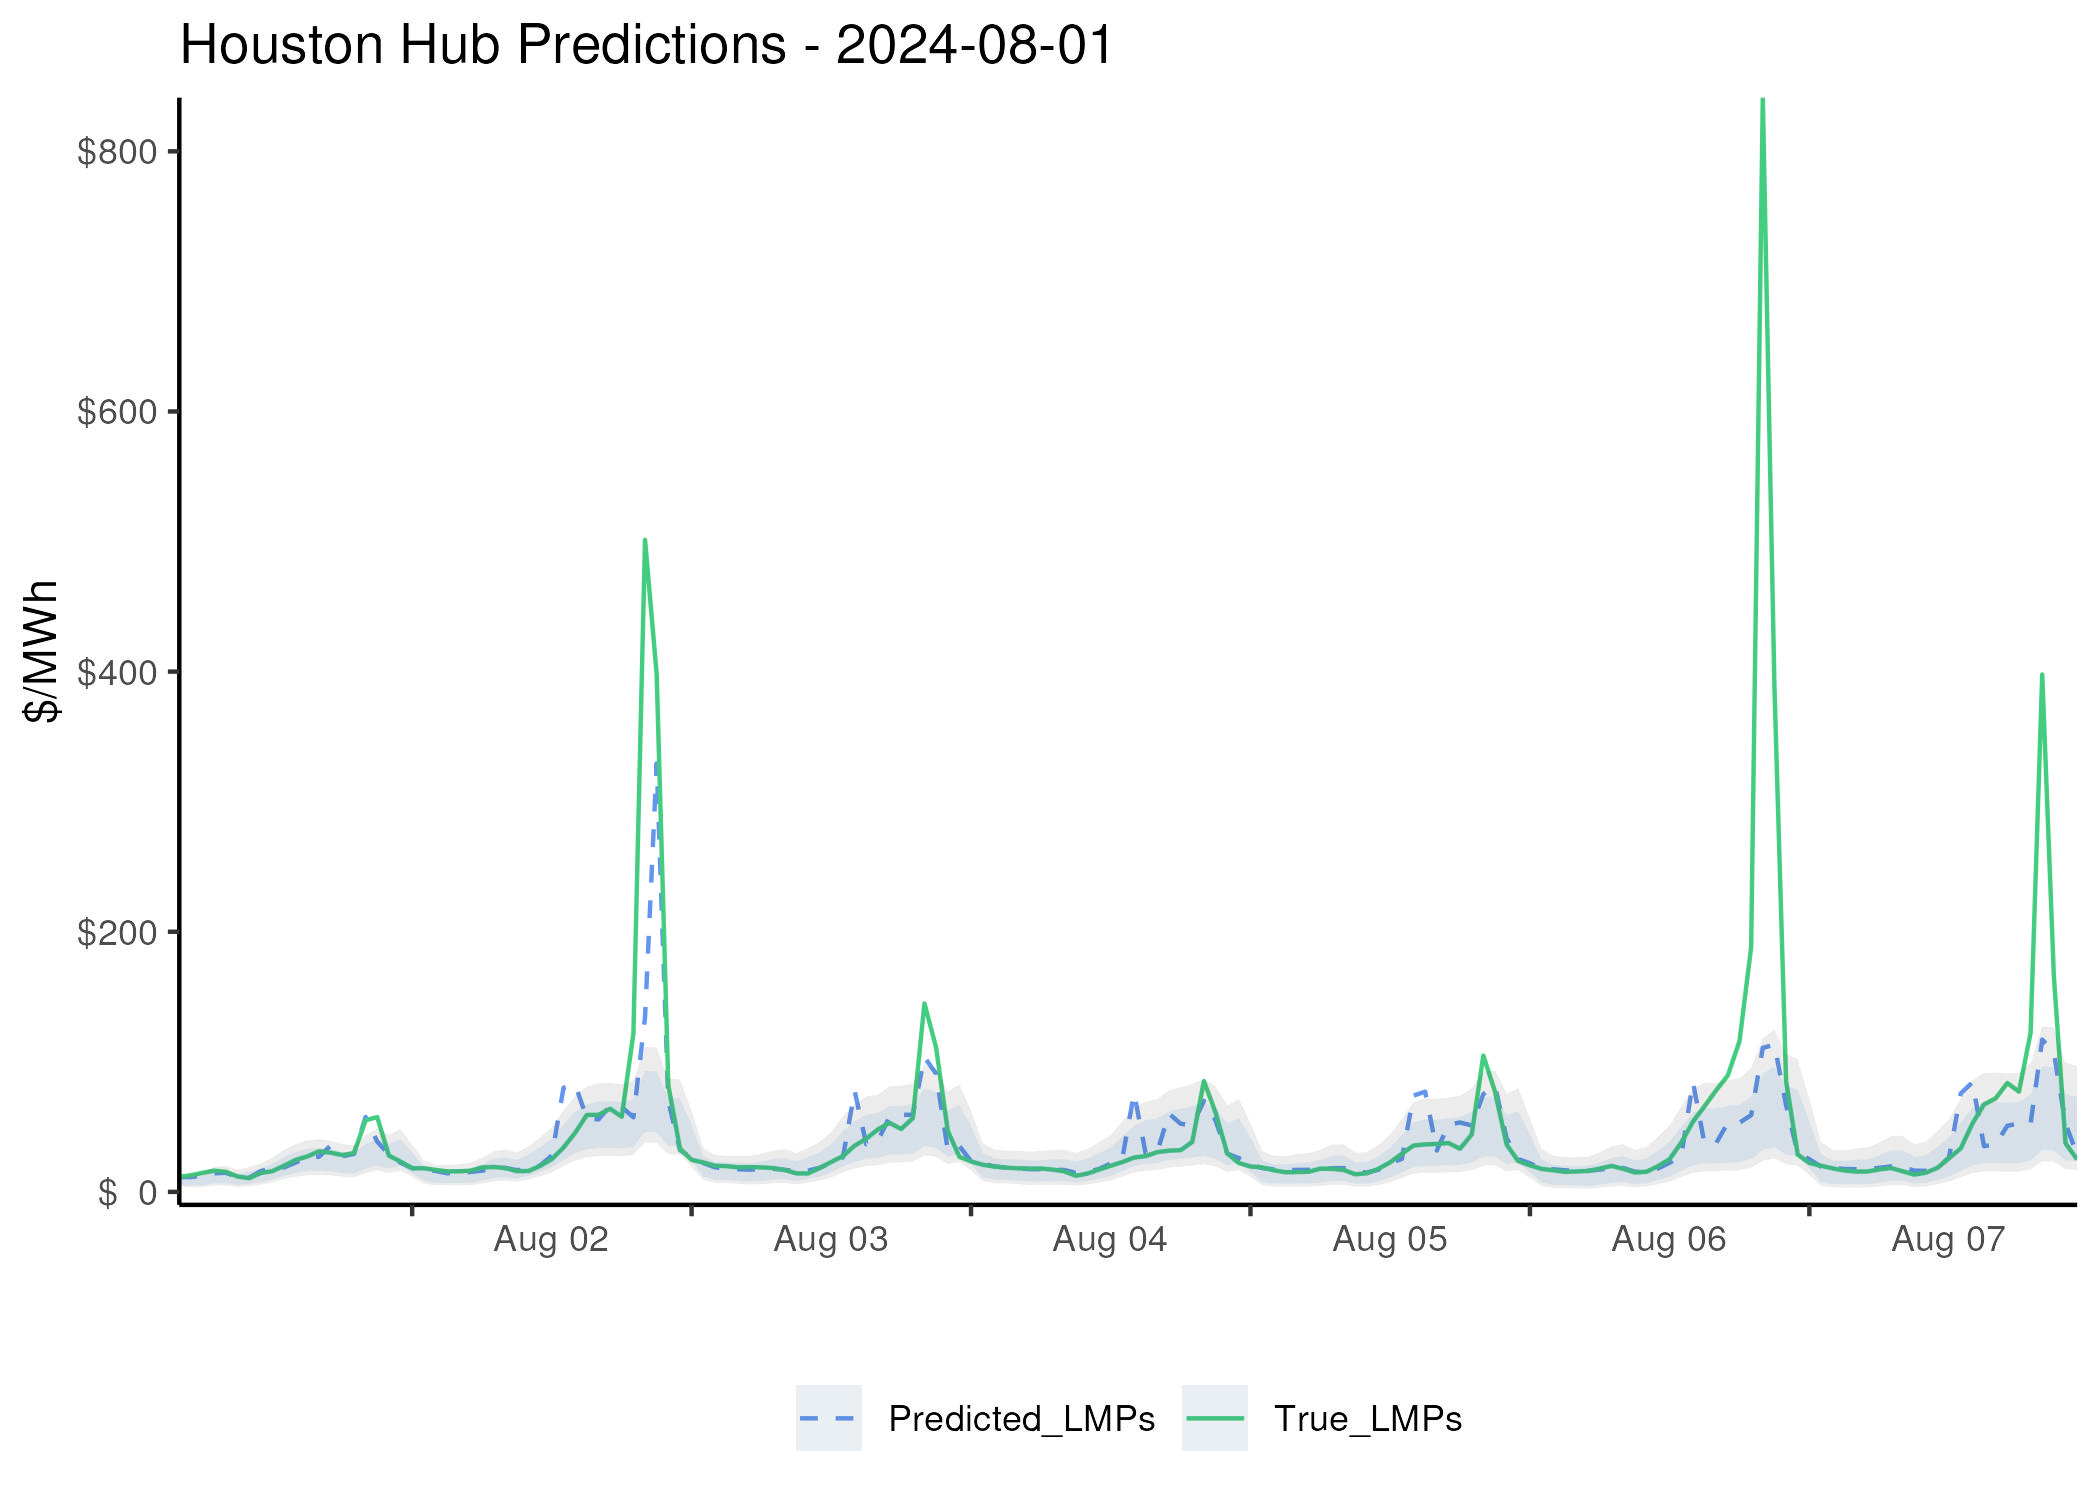 Houston Hub Predictions - 2024-08-01
$800
$600
$400
$200
$ 0
$/MWh
Aug 02 Aug 03 Aug 04 Aug 05 Aug 06 Aug 07
Predicted_LMPs True_LMPs